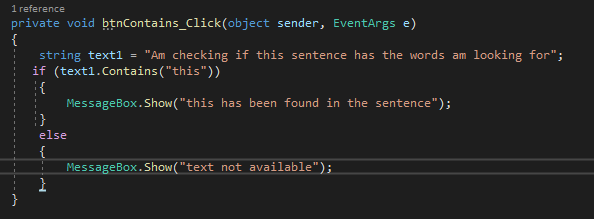 1 reference
private void btnContains_Click(object sender, EventArgs e)
{
string text1 = "Am checking if this sentence has the words am looking for";
if (text1.Contains("this"))
{
MessageBox.Show("this has been found in the sentence");
}
else
{
MessageBox.Show("text not available");
}
}